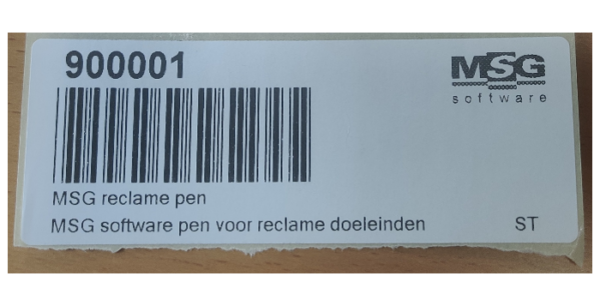 900001
MSG
software
MSG reclame pen
MSG software pen voor reclame doeleinden ST